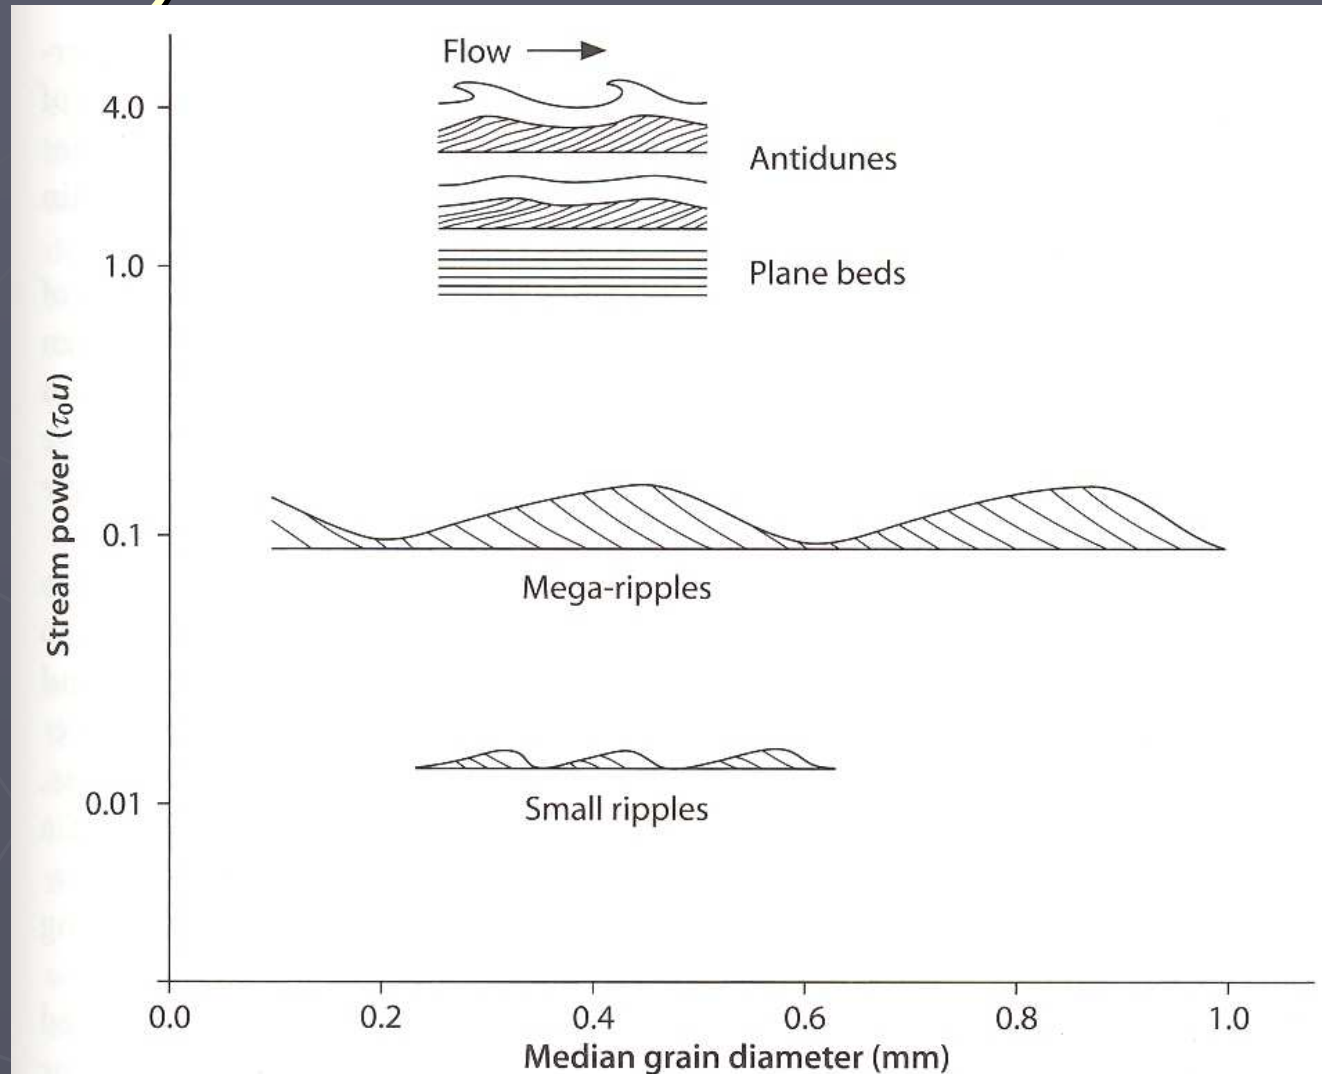 Flow
4.0
Antidunes
1.0
Plane beds
Stream power (τ₀u)
0.1
Mega-ripples
0.01
Small ripples
0.0 0.2 0.4 0.6 0.8 1.0
Median grain diameter (mm)